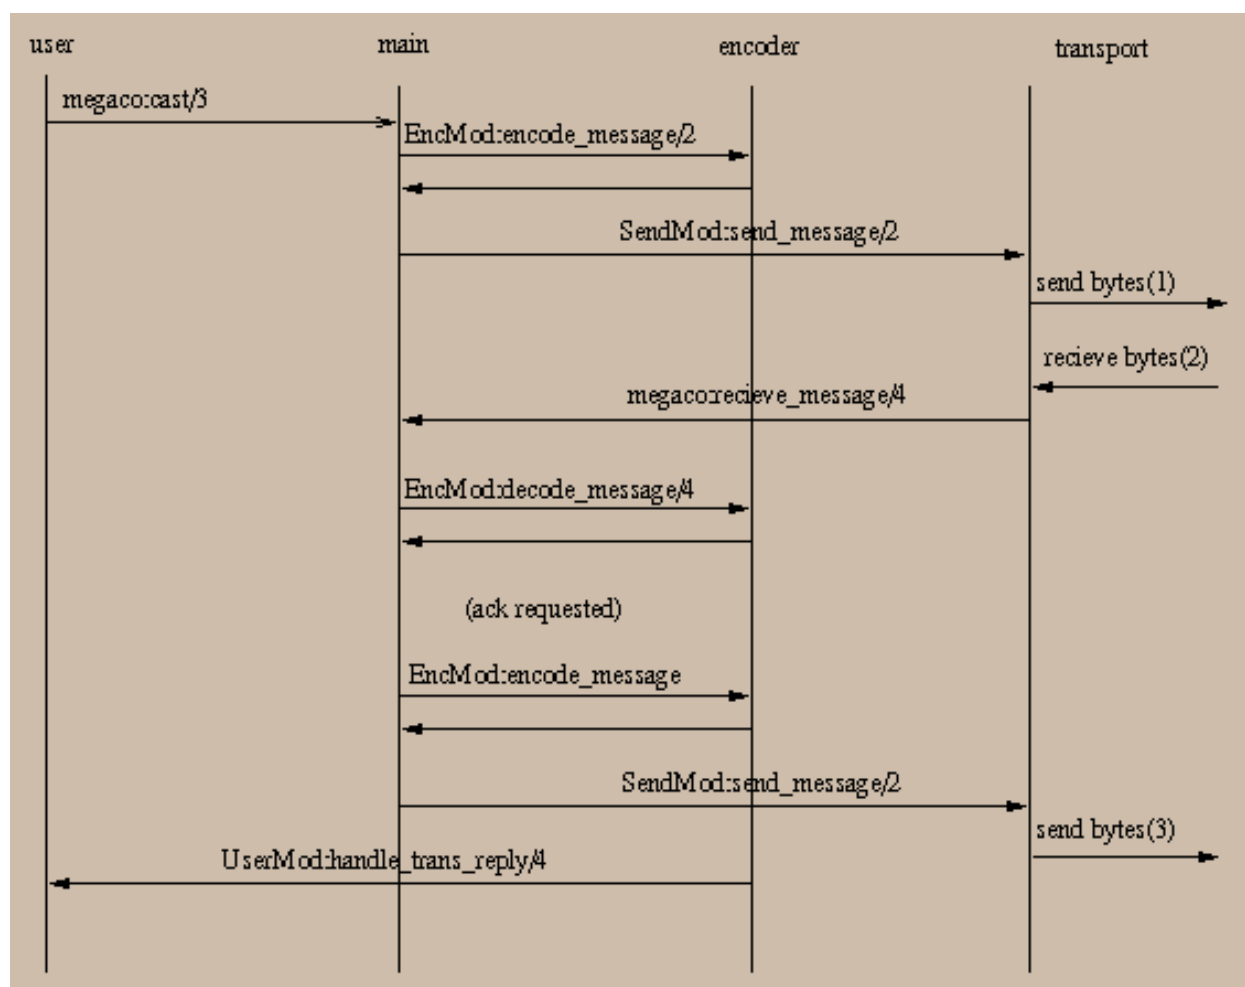 user main encoder transport
megaco:cast/3
EncMod:encode_message/2
SendMod:send_message/2
send bytes(1)
recieve bytes(2)
megaco:recieve_message/4
EncMod:decode_message/4
(ack requested)
EncMod:encode_message
SendMod:send_message/2
send bytes(3)
UserMod:handle_trans_reply/4